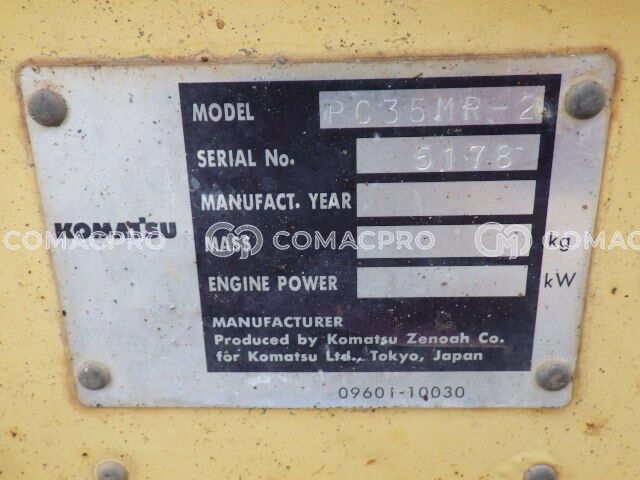 MODEL PC35MR-2
SERIAL No. 5178
MANUFACT. YEAR
KOMATSU
MASS kg
COMACPRO COMACPRO COMACPRO
ENGINE POWER kW
MANUFACTURER
Produced by Komatsu Zenoah Co.
for Komatsu Ltd., Tokyo, Japan
09601-10030